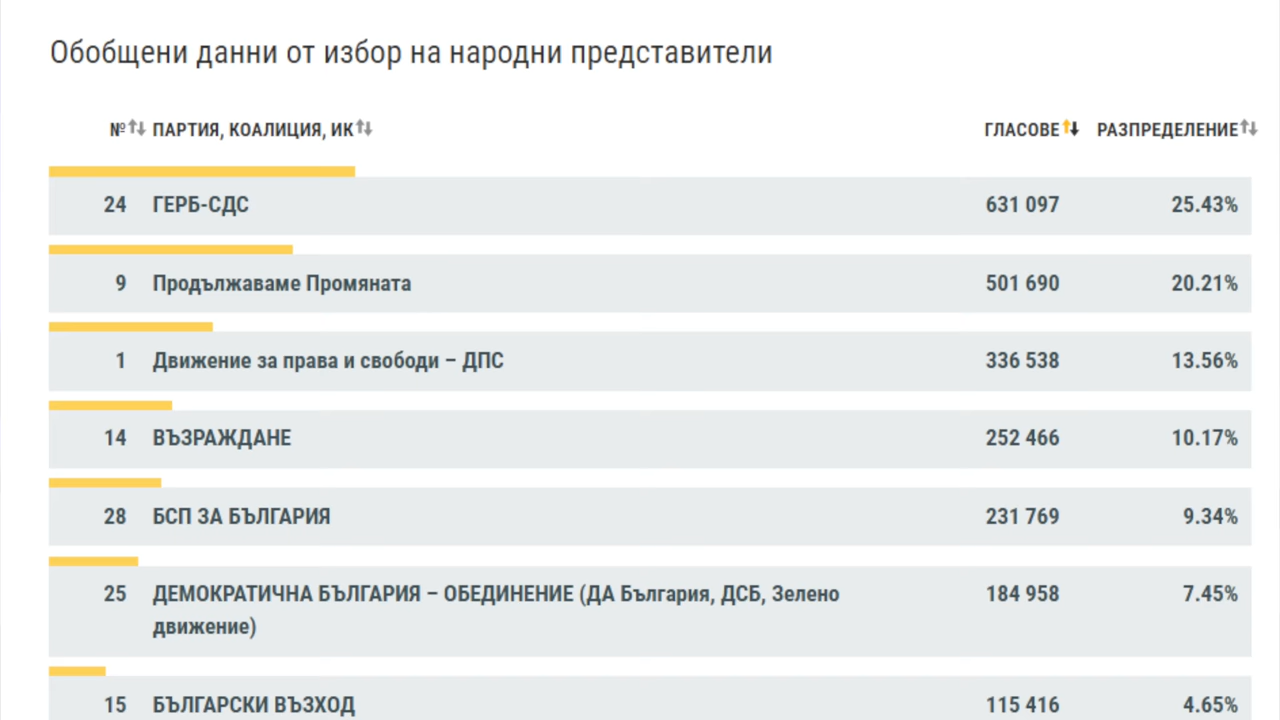 Обобщени данни от избор на народни представители
№ ПАРТИЯ, КОАЛИЦИЯ, ИК ГЛАСОВЕ РАЗПРЕДЕЛЕНИЕ
24 ГЕРБ-СДС 631 097 25.43%
9 Продължаваме Промяната 501 690 20.21%
1 Движение за права и свободи – ДПС 336 538 13.56%
14 ВЪЗРАЖДАНЕ 252 466 10.17%
28 БСП ЗА БЪЛГАРИЯ 231 769 9.34%
25 ДЕМОКРАТИЧНА БЪЛГАРИЯ – ОБЕДИНЕНИЕ (ДА България, ДСБ, Зелено 184 958 7.45%
движение)
15 БЪЛГАРСКИ ВЪЗХОД 115 416 4.65%